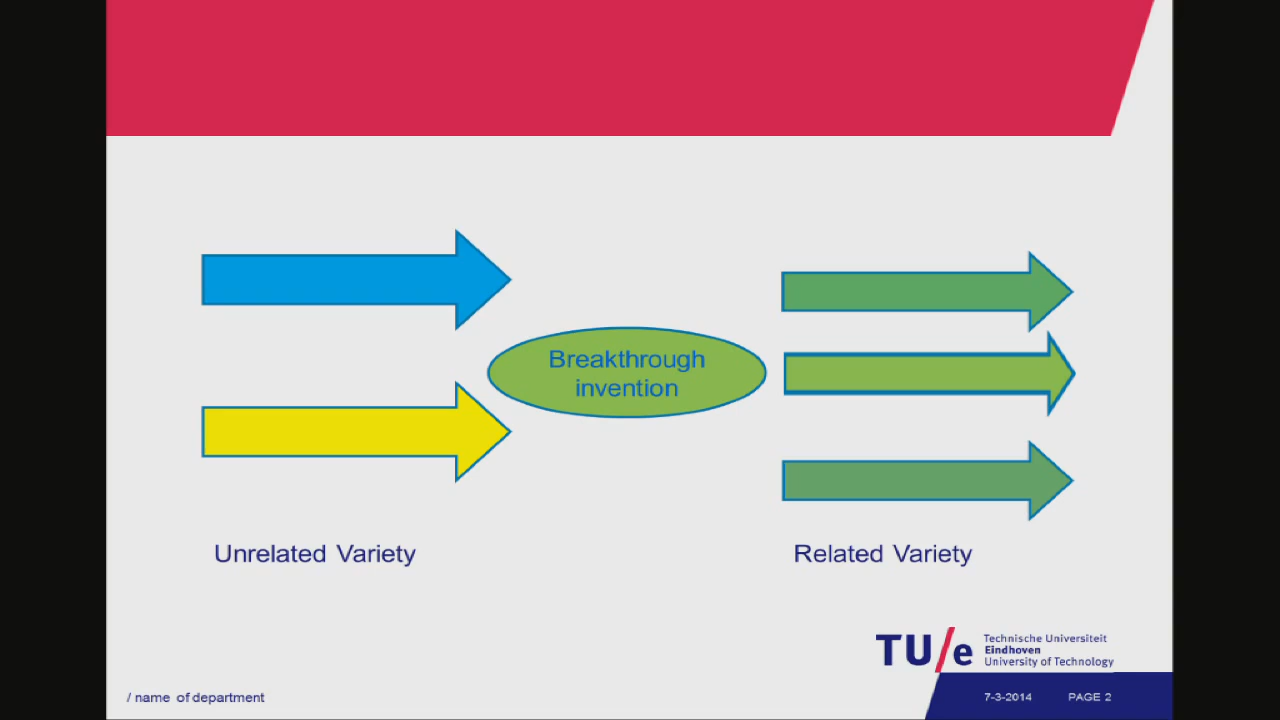 Breakthrough
invention
Unrelated Variety
Related Variety
TU/e
Technische Universiteit
Eindhoven
University of Technology
/ name of department
7-3-2014
PAGE 2